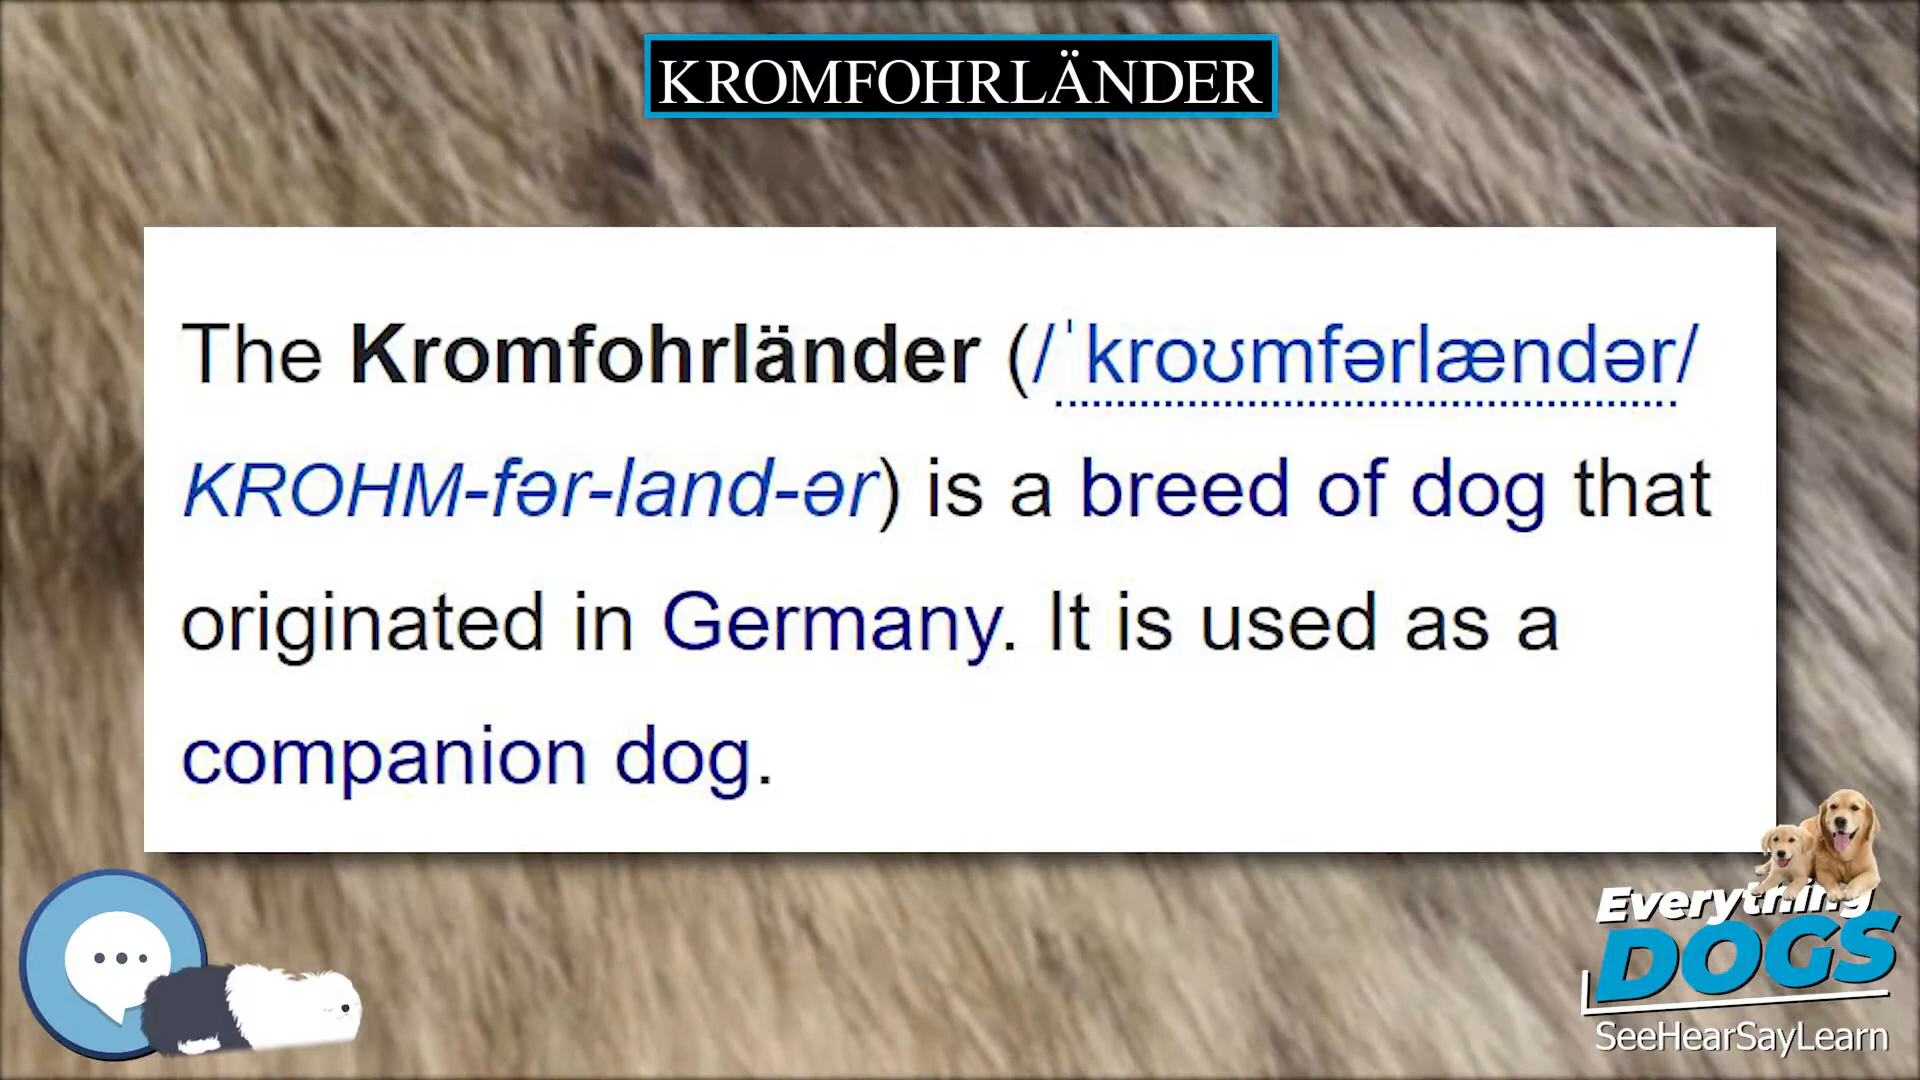 KROMFOHRLÄNDER
The Kromfohrländer (/ˈkroʊmfərlændər/
KROHM-fər-land-ər) is a breed of dog that
originated in Germany. It is used as a
companion dog.
Everything
DOGS
SeeHearSayLearn